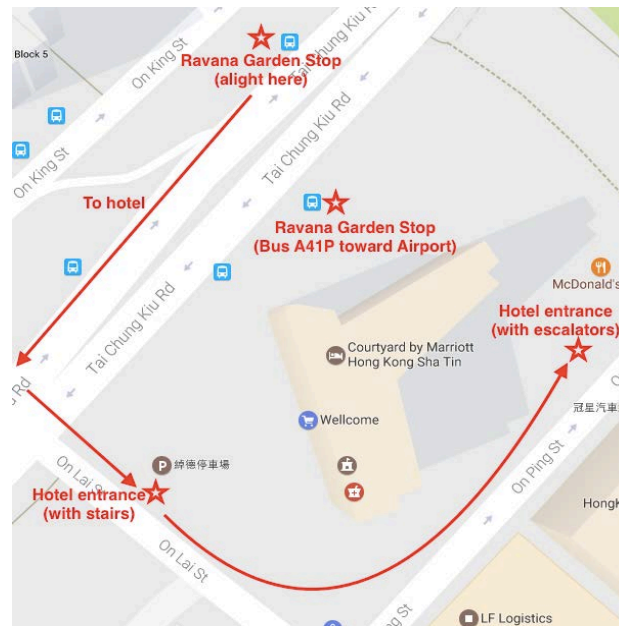 Block 5
On King St
Ravana Garden Stop
(alight here)
Tai Chung Kiu Rd
On King St
To hotel
Tai Chung Kiu Rd
Ravana Garden Stop
(Bus A41P toward Airport)
McDonald's
Hotel entrance
(with escalators)
Tai Chung Kiu Rd
Courtyard by Marriott
Hong Kong Sha Tin
u Rd
冠星汽車
Wellcome
P
綽德停車場
On Lai St
Hotel entrance
(with stairs)
On Ping St
HongK
On Lai St
ng St
LF Logistics